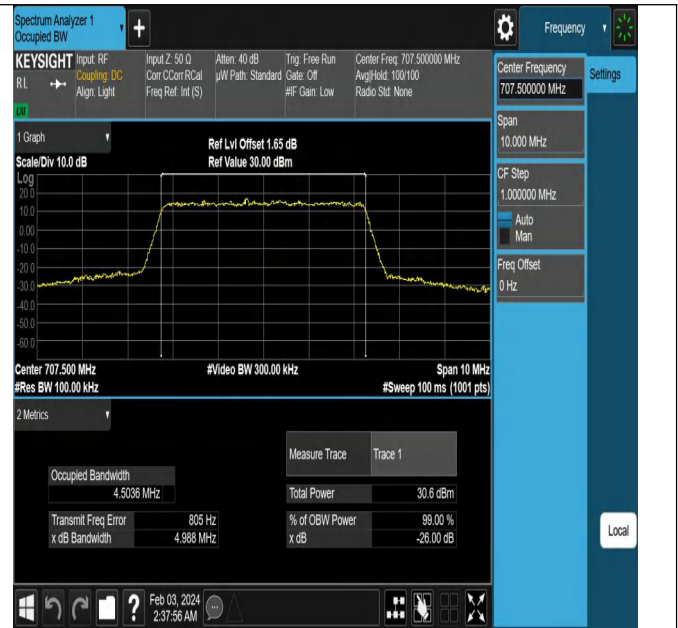 Spectrum Analyzer 1
Occupied BW
+
Frequency
KEYSIGHT
RL
LXI
Input: RF
Coupling: DC
Align: Light
Input Z: 50 Ω
Corr CCorr RCal
Freq Ref: Int (S)
Atten: 40 dB
µW Path: Standard
Trig: Free Run
Gate: Off
#IF Gain: Low
Center Freq: 707.500000 MHz
Avg|Hold: 100/100
Radio Std: None
Center Frequency
707.500000 MHz
Settings
Span
10.000 MHz
CF Step
1.000000 MHz
Auto
Man
Freq Offset
0 Hz
Local
1 Graph
Scale/Div 10.0 dB
Ref Lvl Offset 1.65 dB
Ref Value 30.00 dBm
Log
20.0
10.0
0.00
-10.0
-20.0
-30.0
-40.0
-50.0
-60.0
Center 707.500 MHz
#Video BW 300.00 kHz
Span 10 MHz
#Res BW 100.00 kHz
#Sweep 100 ms (1001 pts)
2 Metrics
Measure Trace
Trace 1
Occupied Bandwidth
4.5036 MHz
Total Power
30.6 dBm
Transmit Freq Error
805 Hz
% of OBW Power
99.00 %
x dB Bandwidth
4.988 MHz
x dB
-26.00 dB
?
Feb 03, 2024
2:37:56 AM